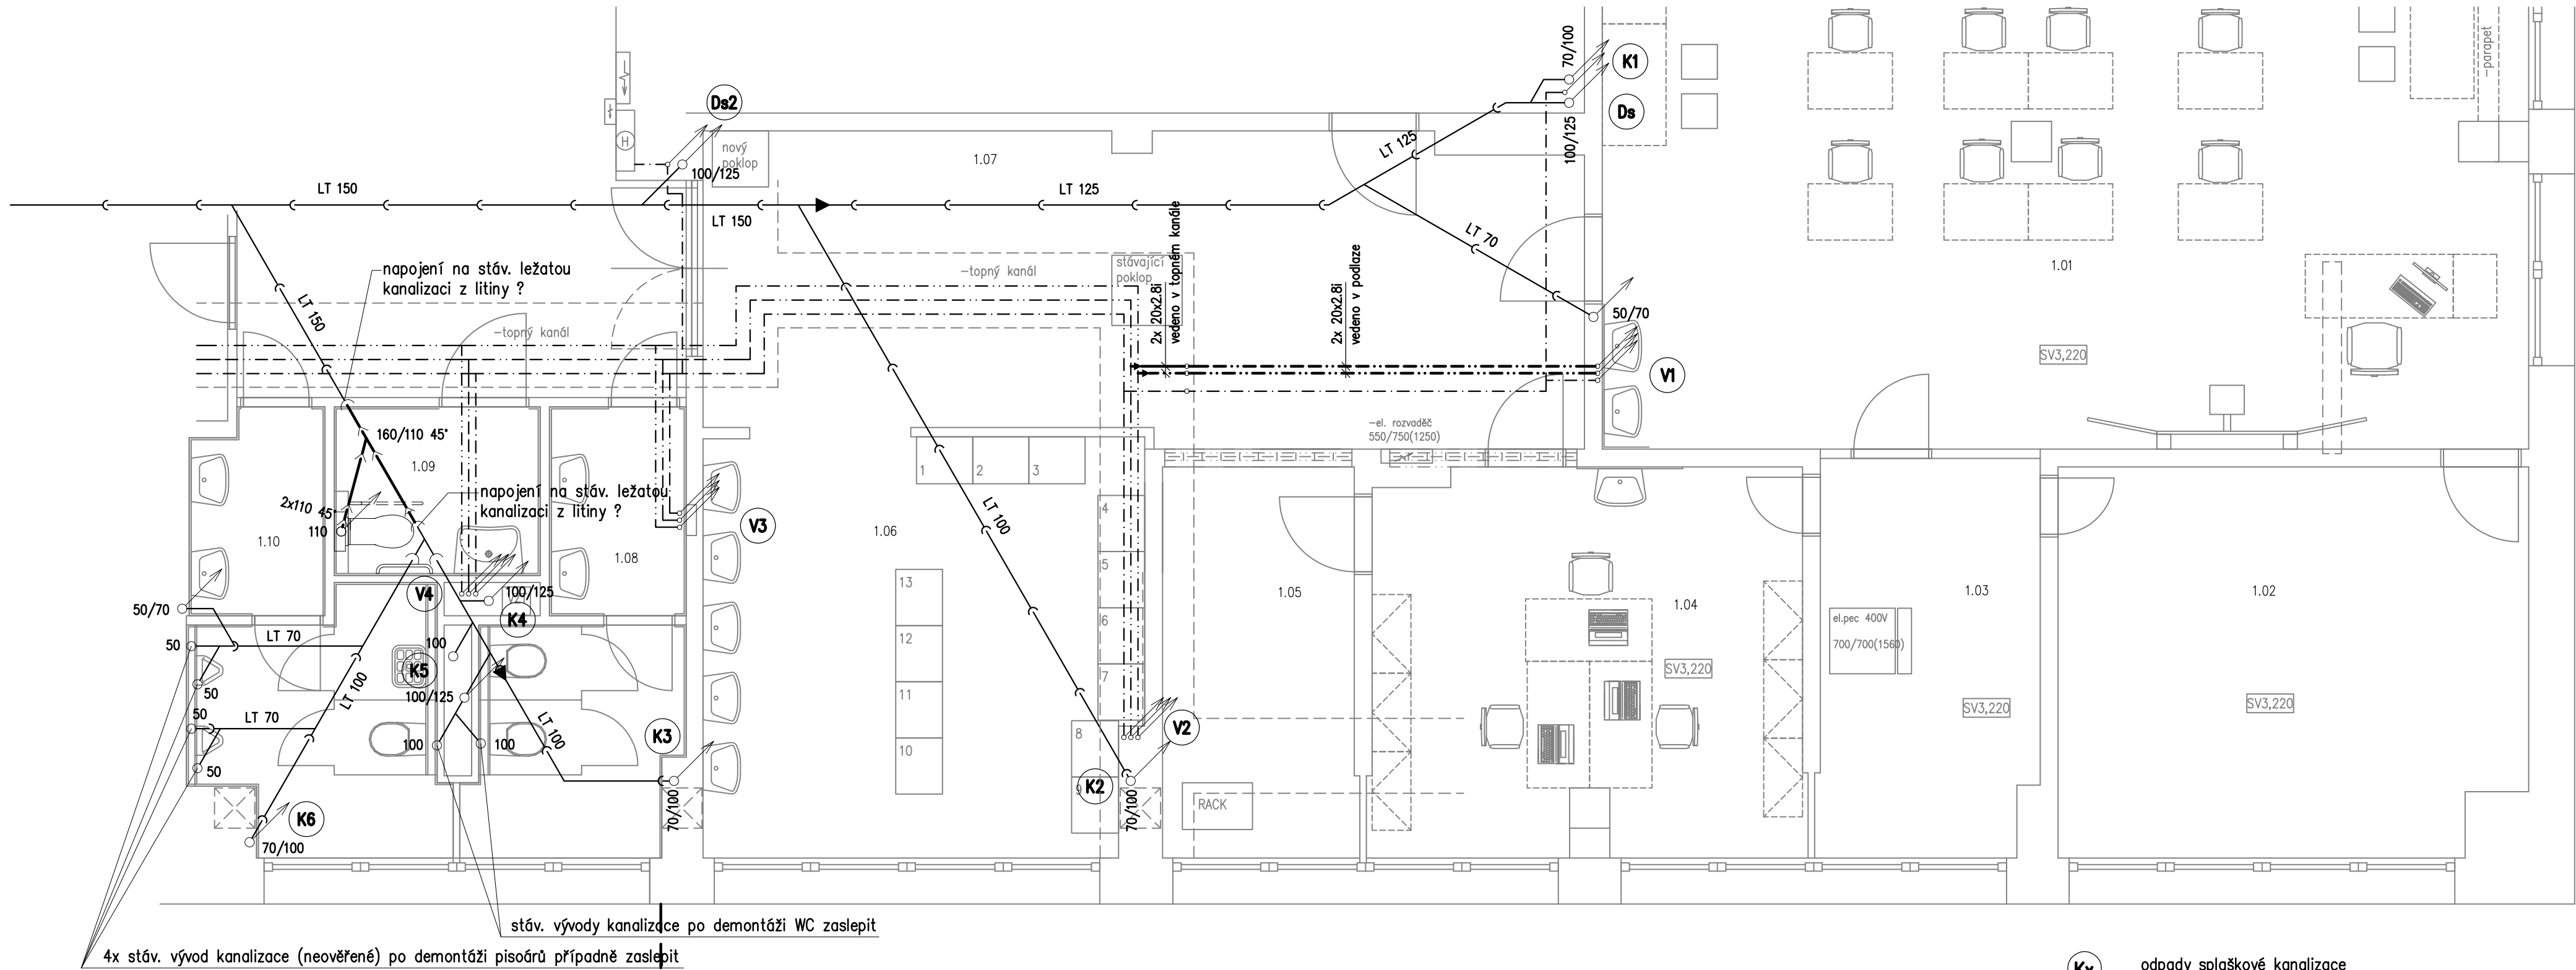 70/100
K1
Ds2
Ds
100/125
-parapet
H
nový
poklop
1.07
LT 125
100/125
LT 150
LT 125
LT 150
LT 70
1.01
napojení na stáv. ležatou
kanalizaci z litiny ?
-topný kanál
stávající
poklop
2x 20x2.8i
vedeno v topném kanále
2x 20x2.8i
vedeno v podlaze
50/70
LT 150
-topný kanál
SV3,220
V1
-el. rozvaděč
550/750(1250)
160/110 45°
1.09
1
2
3
napojení na stáv. ležatou
kanalizaci z litiny ?
2x110 45°
110
4
V3
LT 100
1.06
1.10
1.08
5
13
V4
100/125
K4
1.05
1.04
1.03
1.02
50/70
6
el.pec 400V
700/700(1560)
12
LT 70
50
100
K5
SV3,220
7
50
LT 100
100/125
11
SV3,220
SV3,220
50
LT 70
LT 100
K3
V2
8
100
100
10
50
K2
9
RACK
K6
70/100
70/100
70/100
stáv. vývody kanalizace po demontáži WC zaslepit
4x stáv. vývod kanalizace (neověřené) po demontáži pisoárů případně zaslepit
Kx
odpady splaškové kanalizace